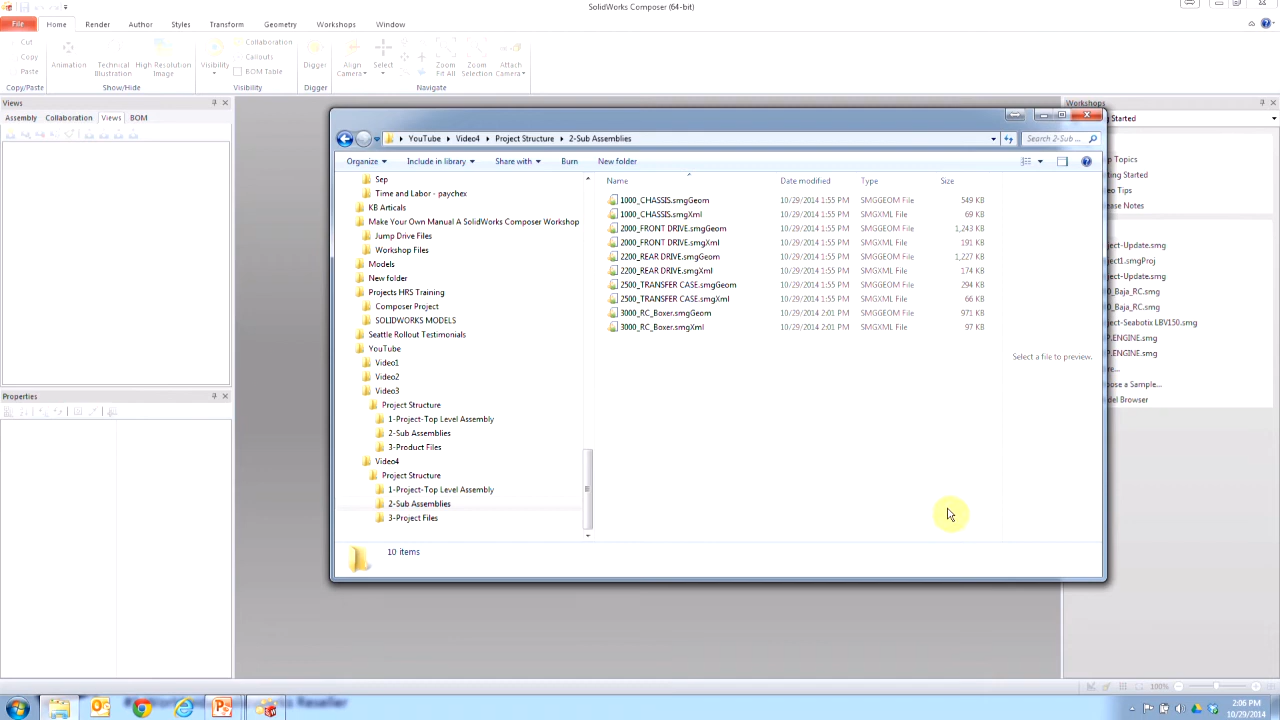 SolidWorks Composer (64-bit)
File Home Render Author Styles Transform Geometry Workshops Window
Cut
Copy
Paste
Copy/Paste
Animation
Technical Illustration
High Resolution Image
Show/Hide
Visibility
Collaboration
Callouts
BOM Table
Visibility
Digger
Digger
Align Camera
Select
Zoom Fit All
Zoom Selection
Attach Camera
Navigate
Views
Assembly Collaboration Views BOM
Properties
YouTube Video4 Project Structure 2-Sub Assemblies
Search 2-Sub ...
Organize Include in library Share with Burn New folder
Sep
Time and Labor - paychex
KB Articals
Make Your Own Manual A SolidWorks Composer Workshop
Jump Drive Files
Workshop Files
Models
New folder
Projects HRS Training
Composer Project
SOLIDWORKS MODELS
Seattle Rollout Testimonials
YouTube
Video1
Video2
Video3
Project Structure
1-Project-Top Level Assembly
2-Sub Assemblies
3-Product Files
Video4
Project Structure
1-Project-Top Level Assembly
2-Sub Assemblies
3-Project Files
Name Date modified Type Size
1000_CHASSIS.smgGeom 10/29/2014 1:55 PM SMGGEOM File 549 KB
1000_CHASSIS.smgXml 10/29/2014 1:55 PM SMGXML File 69 KB
2000_FRONT DRIVE.smgGeom 10/29/2014 1:55 PM SMGGEOM File 1,243 KB
2000_FRONT DRIVE.smgXml 10/29/2014 1:55 PM SMGXML File 191 KB
2200_REAR DRIVE.smgGeom 10/29/2014 1:55 PM SMGGEOM File 1,227 KB
2200_REAR DRIVE.smgXml 10/29/2014 1:55 PM SMGXML File 174 KB
2500_TRANSFER CASE.smgGeom 10/29/2014 1:55 PM SMGGEOM File 294 KB
2500_TRANSFER CASE.smgXml 10/29/2014 1:55 PM SMGXML File 66 KB
3000_RC_Boxer.smgGeom 10/29/2014 2:01 PM SMGGEOM File 971 KB
3000_RC_Boxer.smgXml 10/29/2014 2:01 PM SMGXML File 97 KB
Select a file to preview.
10 items
Workshops
Started
Topics
Tips
Notes
-Update.smg
-Update.smg
_Baja_RC.smg
_Baja_RC.smg
-Seabotix LBV150.smg
.ENGINE.smg
.ENGINE.smg
a Sample...
Browser
100%
Reseller
2:06 PM
10/29/2014